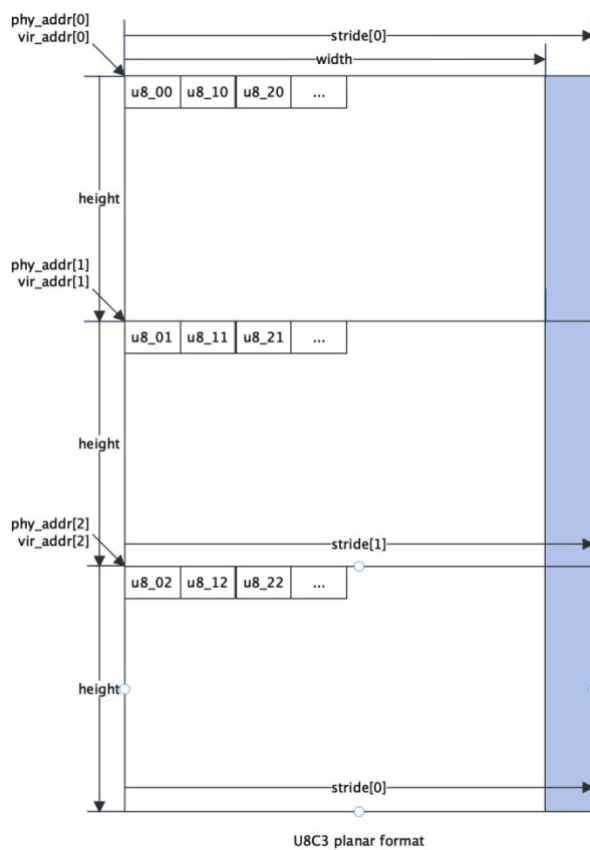 phy_addr[0]
vir_addr[0]
stride[0]
width
u8_00 u8_10 u8_20 ...
height
phy_addr[1]
vir_addr[1]
u8_01 u8_11 u8_21 ...
height
phy_addr[2]
vir_addr[2]
stride[1]
u8_02 u8_12 u8_22 ...
height
stride[0]
U8C3 planar format